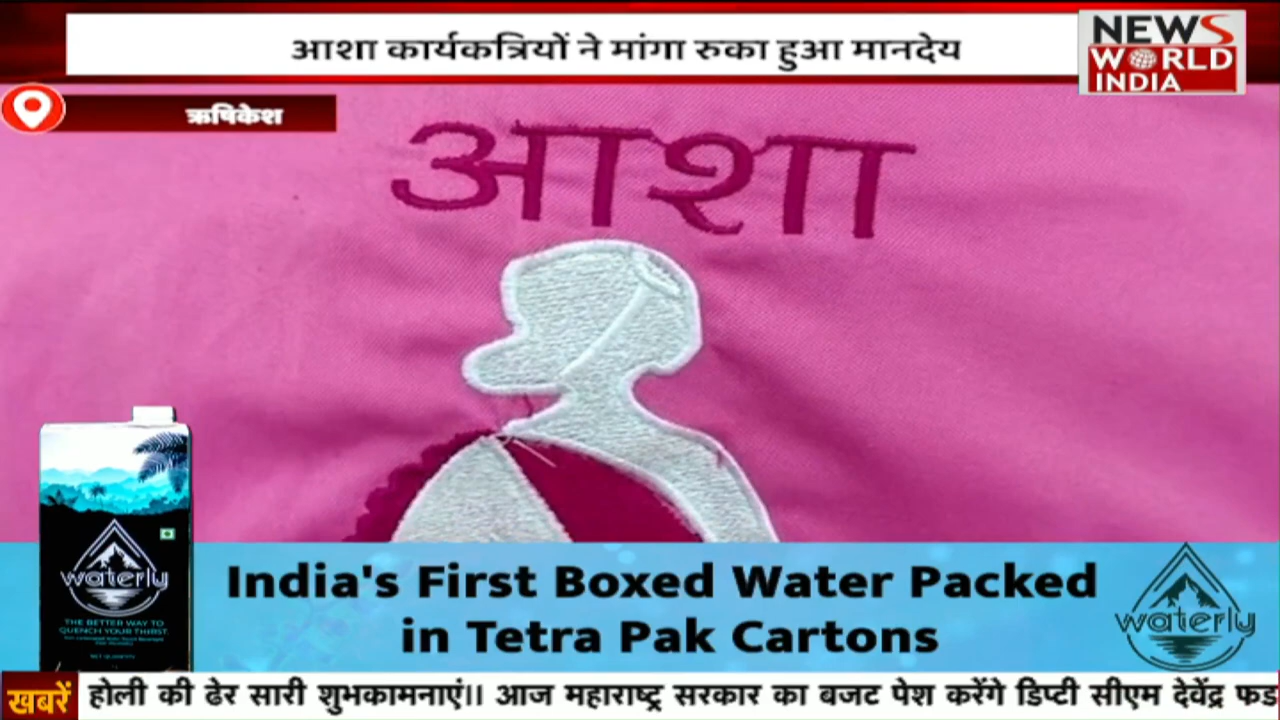 आशा कार्यकत्रियों ने मांगा रुका हुआ मानदेय
NEWS
WORLD
INDIA
ऋषिकेश
आशा
waterly
THE BETTER WAY TO
QUENCH YOUR THIRST.
India's First Boxed Water Packed
in Tetra Pak Cartons
waterly
खबरें
होली की ढेर सारी शुभकामनाएं।। आज महाराष्ट्र सरकार का बजट पेश करेंगे डिप्टी सीएम देवेंद्र फड